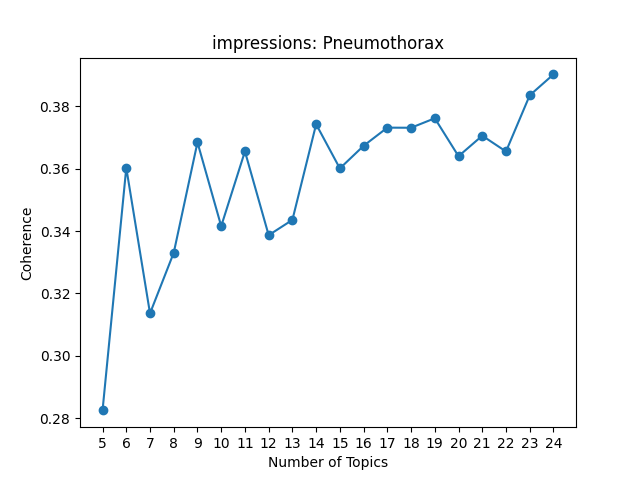 impressions: Pneumothorax
Coherence
0.38
0.36
0.34
0.32
0.30
0.28
5 6 7 8 9 10 11 12 13 14 15 16 17 18 19 20 21 22 23 24
Number of Topics